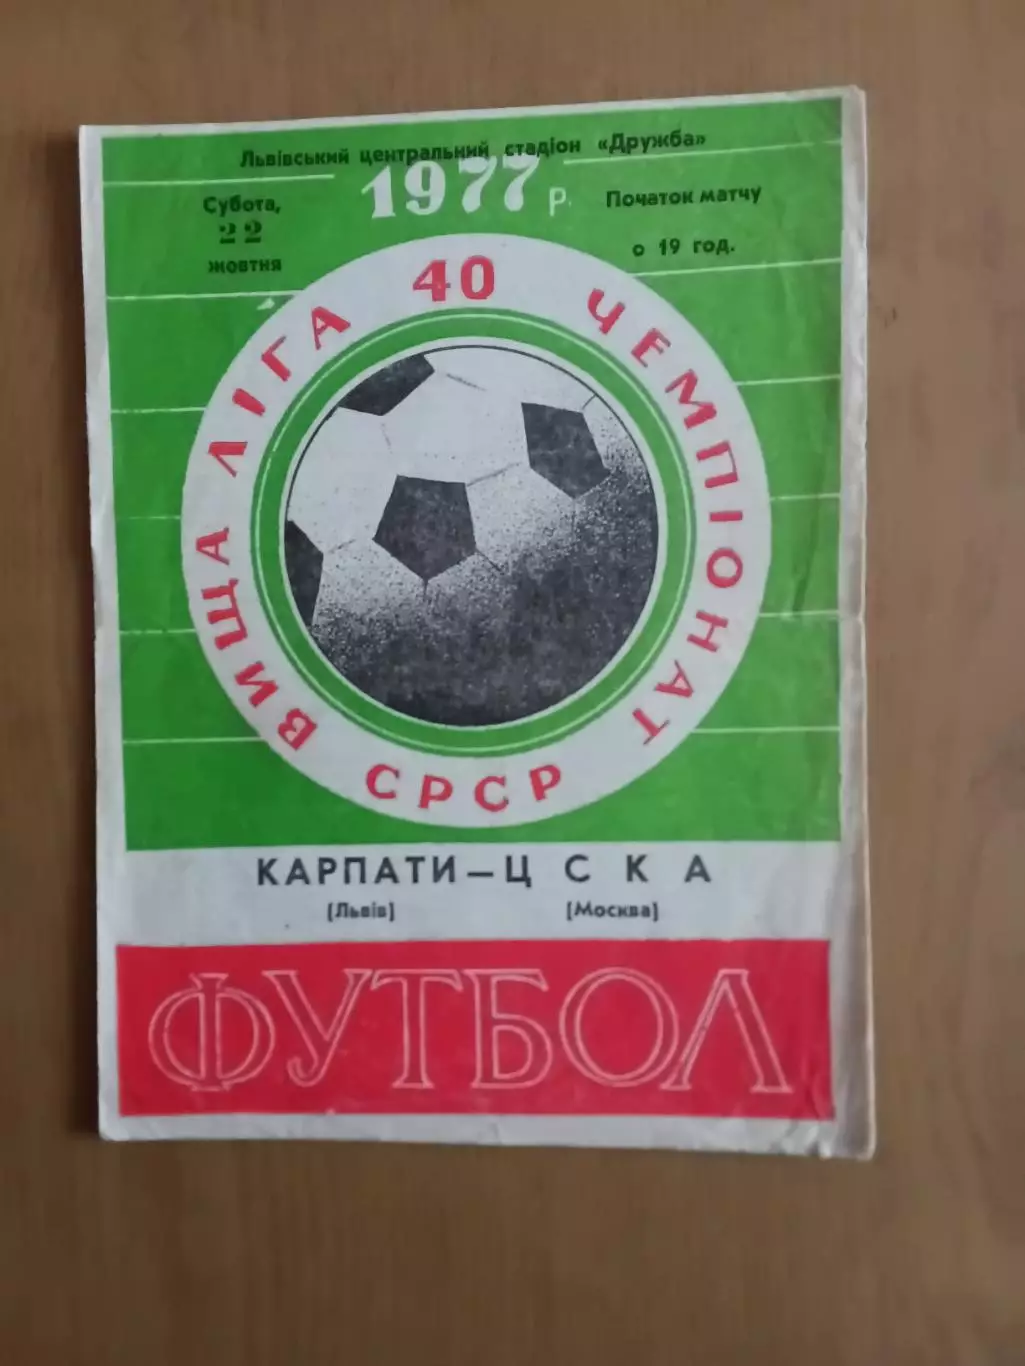 Львівський центральний стадіон «Дружба»
1977 р.
Субота,
22
жовтня
Початок матчу
о 19 год.
ВИЩА ЛІГА 40 ЧЕМПІОНАТ
СРСР
КАРПАТИ — ЦСКА
(Львів) (Москва)
ФУТБОЛ